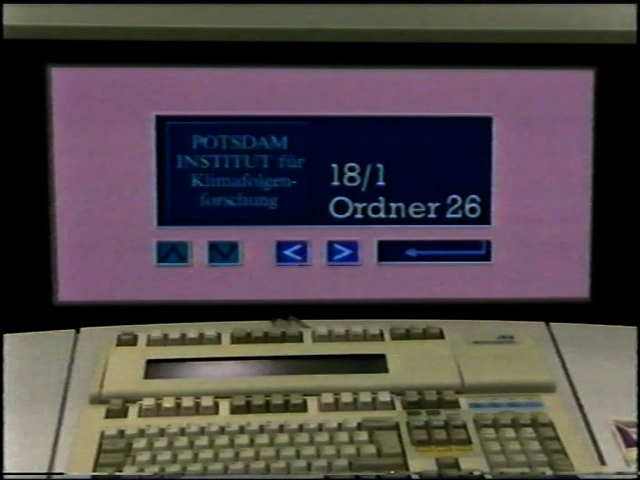 POTSDAM
INSTITUT für
Klimafolgen-
forschung
18/1
Ordner 26